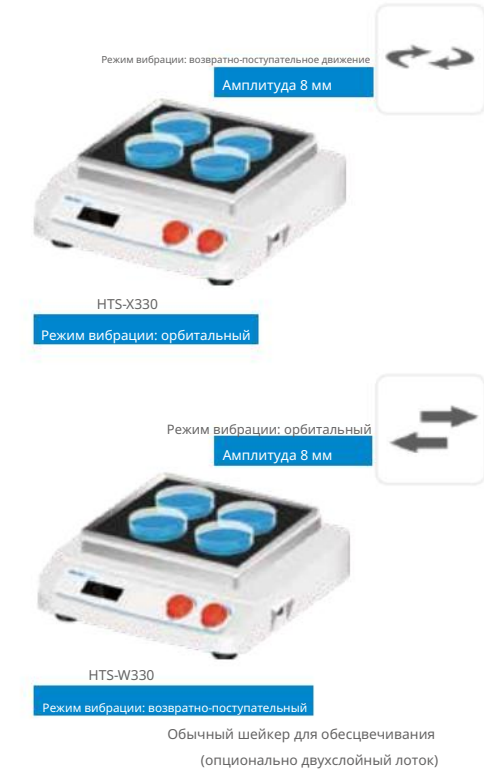 Режим вибрации: возвратно-поступательное движение
Амплитуда 8 мм
HTS-X330
Режим вибрации: орбитальный
Режим вибрации: орбитальный
Амплитуда 8 мм
HTS-W330
Режим вибрации: возвратно-поступательный
Обычный шейкер для обесцвечивания
(опционально двухслойный лоток)